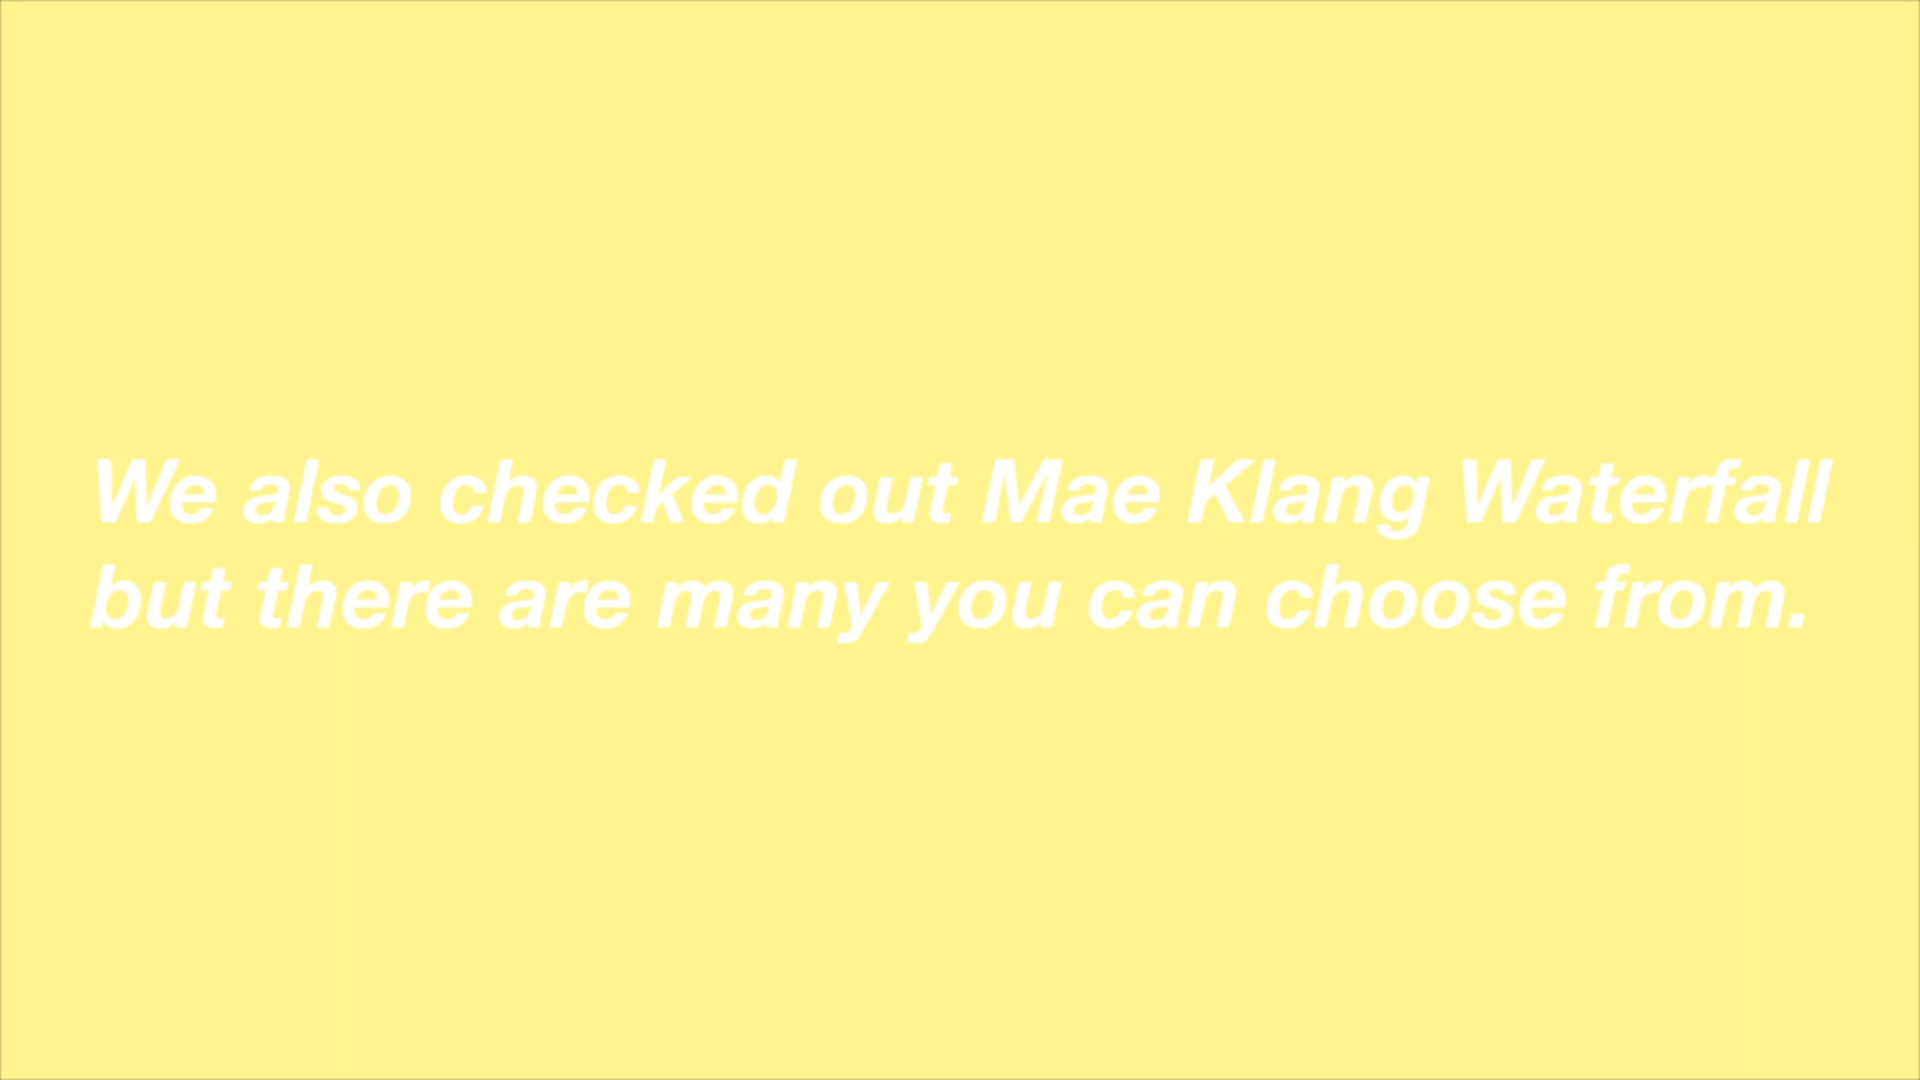 We also checked out Mae Klang Waterfall
but there are many you can choose from.